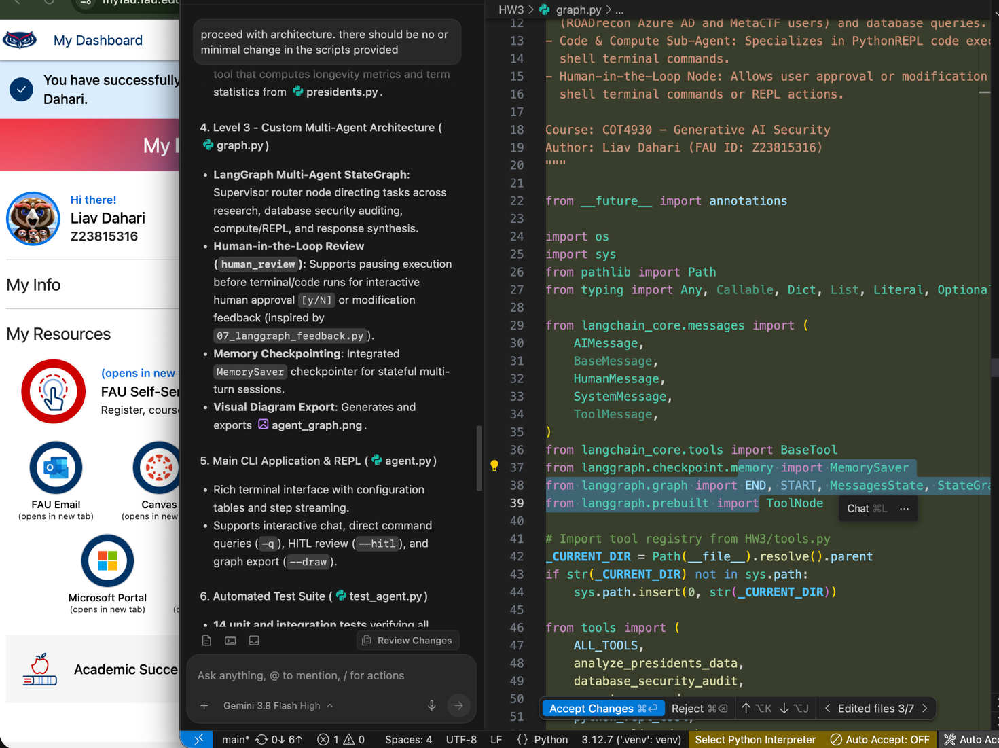 myfau.fau.edu
My Dashboard
You have successfully
Dahari.
My
Hi there!
Liav Dahari
Z23815316
My Info
My Resources
(opens in new
FAU Self-Ser
Register, course
FAU Email
(opens in new tab)
Canvas
(opens in new
Microsoft Portal
(opens in new tab)
Academic Succes
proceed with architecture. there should be no or
minimal change in the scripts provided
tool that computes longevity metrics and term
statistics from presidents.py.
4. Level 3 - Custom Multi-Agent Architecture (
graph.py)
• LangGraph Multi-Agent StateGraph:
Supervisor router node directing tasks across
research, database security auditing,
compute/REPL, and response synthesis.
• Human-in-the-Loop Review
(human_review): Supports pausing execution
before terminal/code runs for interactive
human approval [y/N] or modification
feedback (inspired by
07_langgraph_feedback.py).
• Memory Checkpointing: Integrated
MemorySaver checkpointer for stateful multi-
turn sessions.
• Visual Diagram Export: Generates and
exports agent_graph.png.
5. Main CLI Application & REPL ( agent.py)
• Rich terminal interface with configuration
tables and step streaming.
• Supports interactive chat, direct command
queries (-q), HITL review (--hitl), and
graph export (--draw).
6. Automated Test Suite ( test_agent.py)
• 14 unit and integration tests verifying all
Review Changes
Ask anything, @ to mention, / for actions
Gemini 3.8 Flash High
HW3 > graph.py > ...
12 (ROADrecon Azure AD and MetaCTF users) and database queries.
13 - Code & Compute Sub-Agent: Specializes in PythonREPL code exec
14 shell terminal commands.
15 - Human-in-the-Loop Node: Allows user approval or modification
16 shell terminal commands or REPL actions.
17
18 Course: COT4930 - Generative AI Security
19 Author: Liav Dahari (FAU ID: Z23815316)
20 """
21
22 from __future__ import annotations
23
24 import os
25 import sys
26 from pathlib import Path
27 from typing import Any, Callable, Dict, List, Literal, Optional
28
29 from langchain_core.messages import (
30 AIMessage,
31 BaseMessage,
32 HumanMessage,
33 SystemMessage,
34 ToolMessage,
35 )
36 from langchain_core.tools import BaseTool
37 from langgraph.checkpoint.memory import MemorySaver
38 from langgraph.graph import END, START, MessagesState, StateGra
39 from langgraph.prebuilt import ToolNode
Chat ⌘L ...
40
41 # Import tool registry from HW3/tools.py
42 _CURRENT_DIR = Path(__file__).resolve().parent
43 if str(_CURRENT_DIR) not in sys.path:
44 sys.path.insert(0, str(_CURRENT_DIR))
45
46 from tools import (
47 ALL_TOOLS,
48 analyze_presidents_data,
49 database_security_audit,
50
51
Accept Changes ⌘⏎ Reject ⌘⌫ ↑ ⌥K ↓ ⌥J < Edited files 3/7 >
main* 0↓ 6↑ 1 0 Spaces: 4 UTF-8 LF {} Python 3.12.7 ('.venv': venv) Select Python Interpreter Auto Accept: OFF Auto Acc